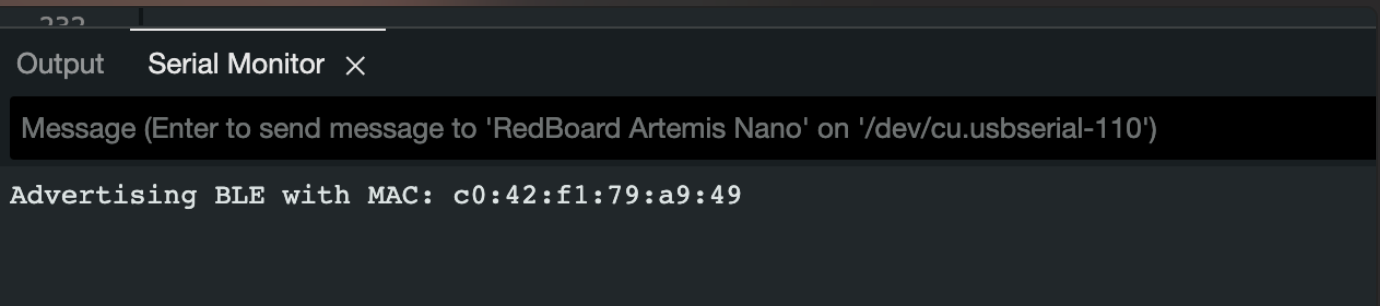 232
Output Serial Monitor ×
Message (Enter to send message to 'RedBoard Artemis Nano' on '/dev/cu.usbserial-110')
Advertising BLE with MAC: c0:42:f1:79:a9:49